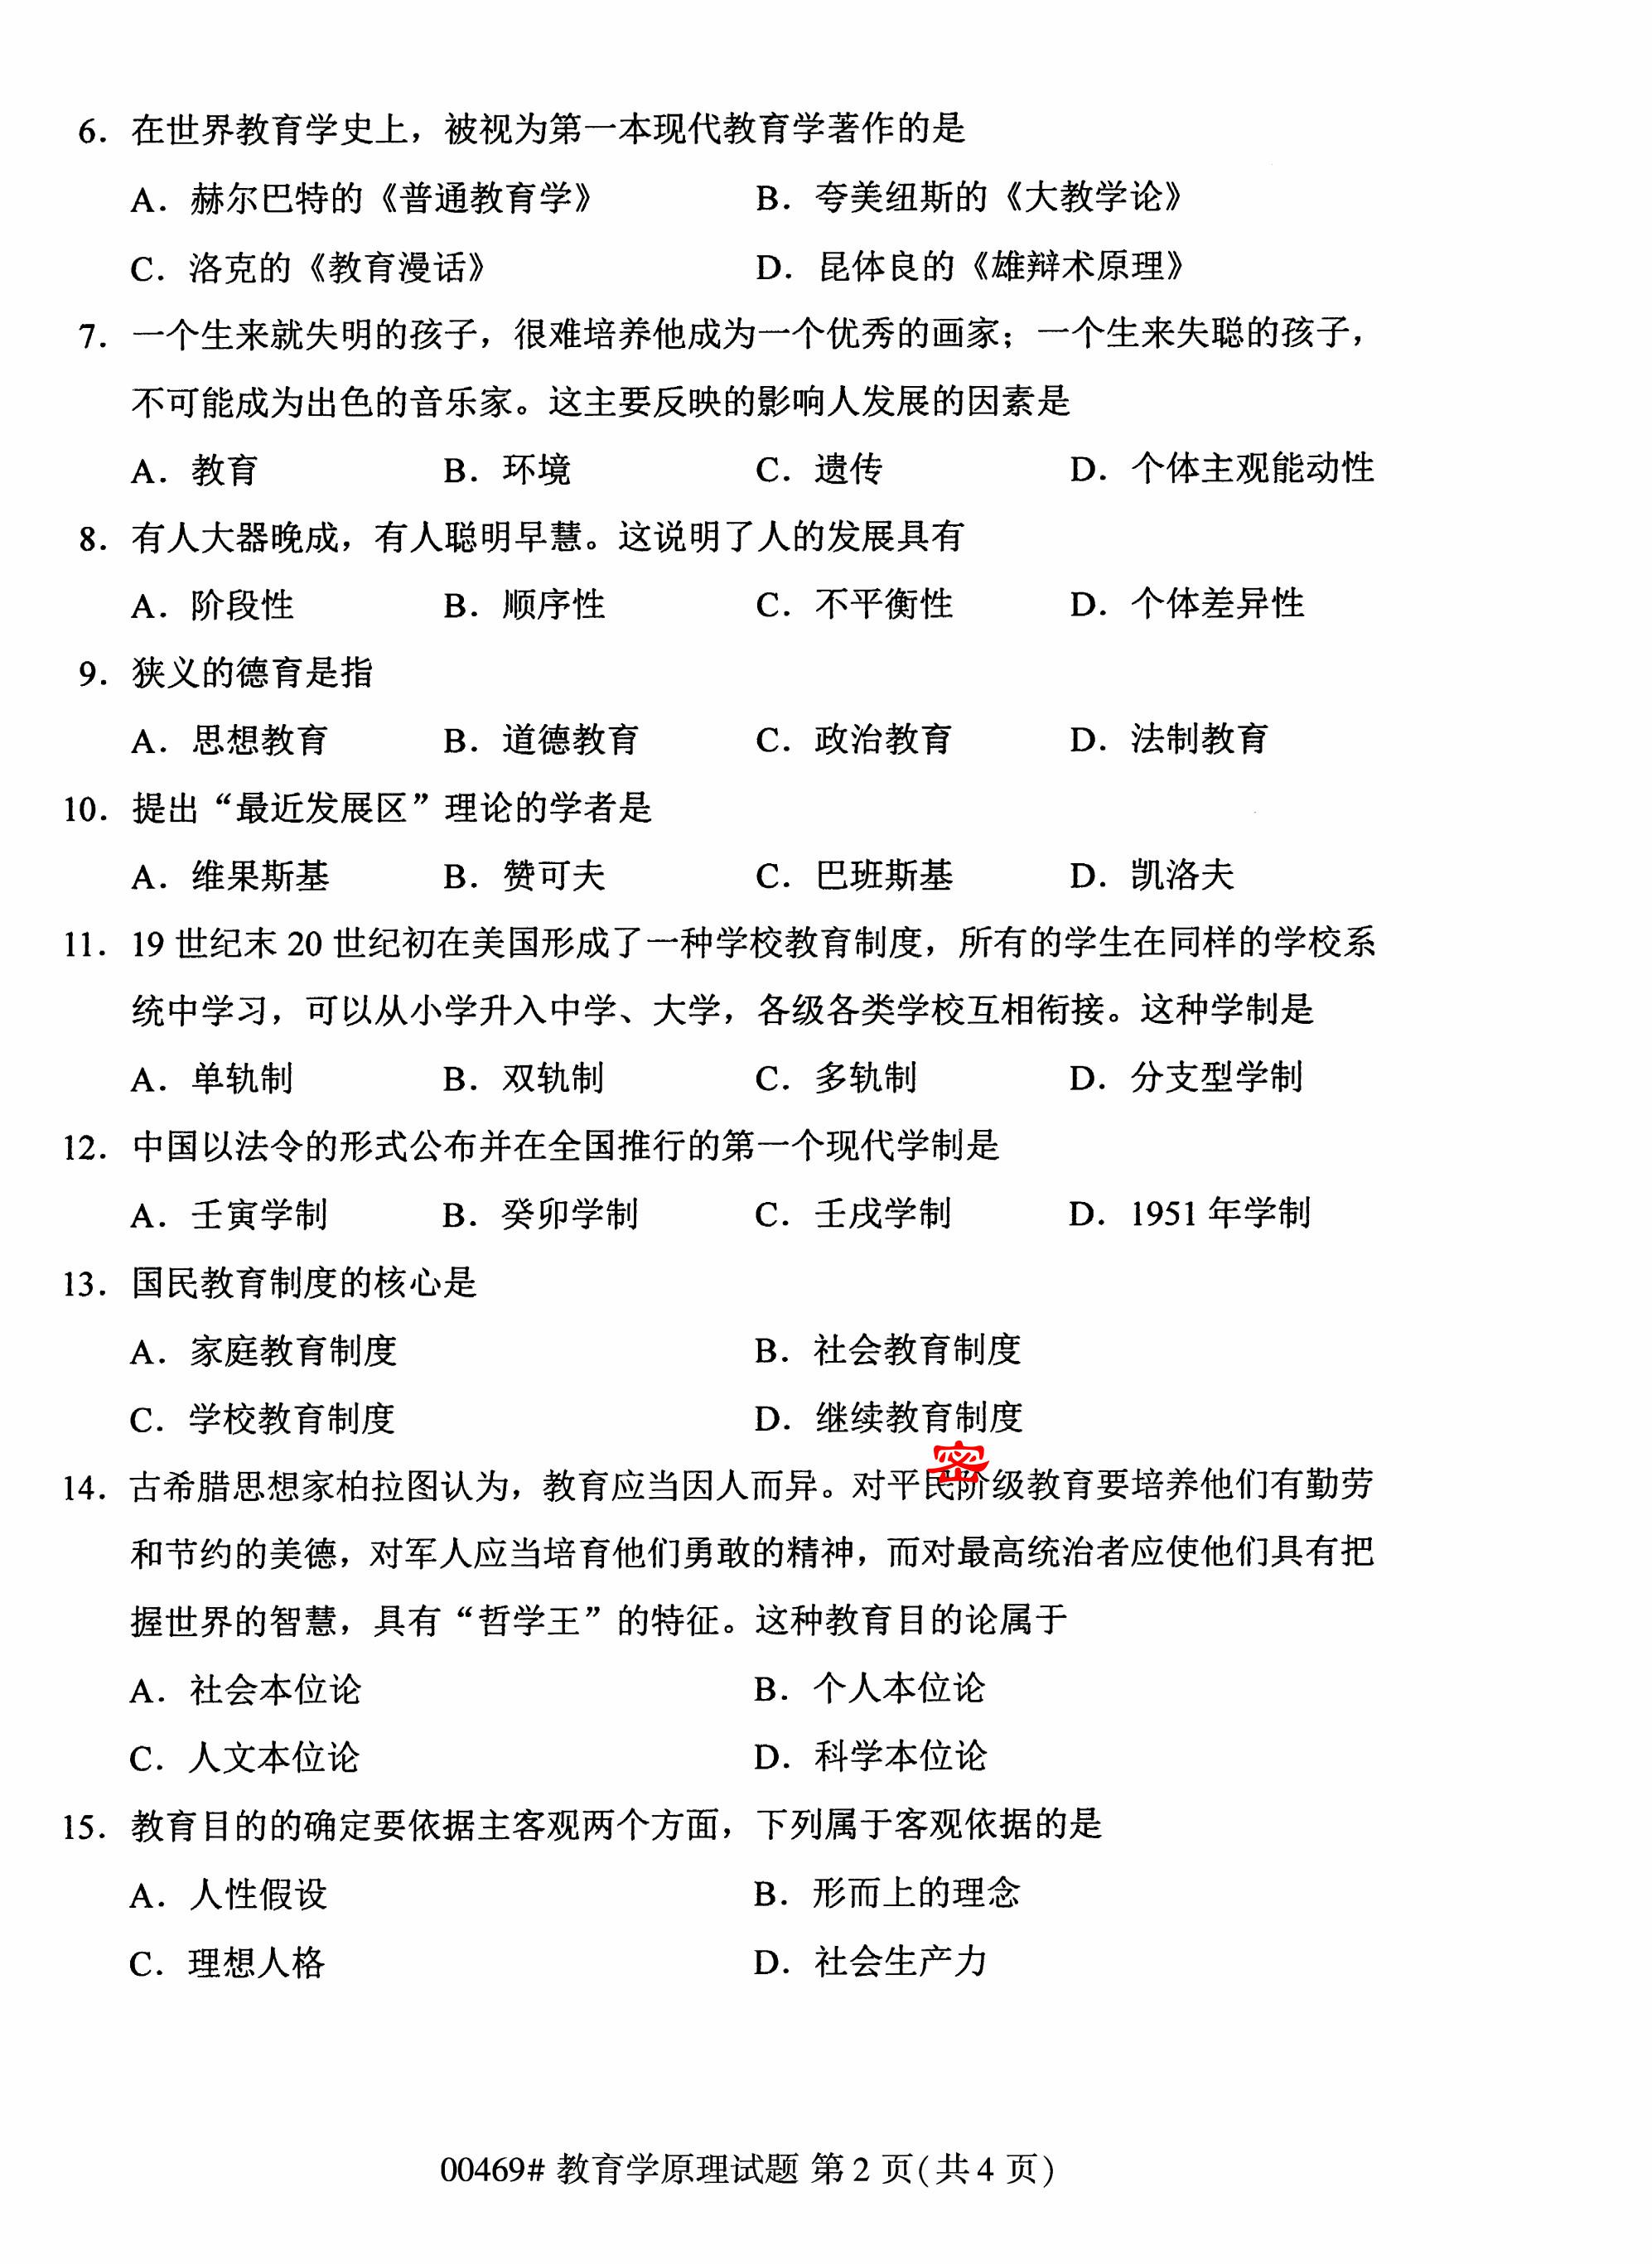 6. 在世界教育学史上，被视为第一本现代教育学著作的是
A. 赫尔巴特的《普通教育学》 B. 夸美纽斯的《大教学论》
C. 洛克的《教育漫话》 D. 昆体良的《雄辩术原理》
7. 一个生来就失明的孩子，很难培养他成为一个优秀的画家；一个生来失聪的孩子，
不可能成为出色的音乐家。这主要反映的影响人发展的因素是
A. 教育 B. 环境 C. 遗传 D. 个体主观能动性
8. 有人大器晚成，有人聪明早慧。这说明了人的发展具有
A. 阶段性 B. 顺序性 C. 不平衡性 D. 个体差异性
9. 狭义的德育是指
A. 思想教育 B. 道德教育 C. 政治教育 D. 法制教育
10. 提出“最近发展区”理论的学者是
A. 维果斯基 B. 赞可夫 C. 巴班斯基 D. 凯洛夫
11. 19 世纪末 20 世纪初在美国形成了一种学校教育制度，所有的学生在同样的学校系
统中学习，可以从小学升入中学、大学，各级各类学校互相衔接。这种学制是
A. 单轨制 B. 双轨制 C. 多轨制 D. 分支型学制
12. 中国以法令的形式公布并在全国推行的第一个现代学制是
A. 壬寅学制 B. 癸卯学制 C. 壬戌学制 D. 1951 年学制
13. 国民教育制度的核心是
A. 家庭教育制度 B. 社会教育制度
C. 学校教育制度 D. 继续教育制度
密
14. 古希腊思想家柏拉图认为，教育应当因人而异。对平民阶级教育要培养他们有勤劳
和节约的美德，对军人应当培育他们勇敢的精神，而对最高统治者应使他们具有把
握世界的智慧，具有“哲学王”的特征。这种教育目的论属于
A. 社会本位论 B. 个人本位论
C. 人文本位论 D. 科学本位论
15. 教育目的的确定要依据主客观两个方面，下列属于客观依据的是
A. 人性假设 B. 形而上的理念
C. 理想人格 D. 社会生产力
00469# 教育学原理试题 第 2 页(共 4 页)